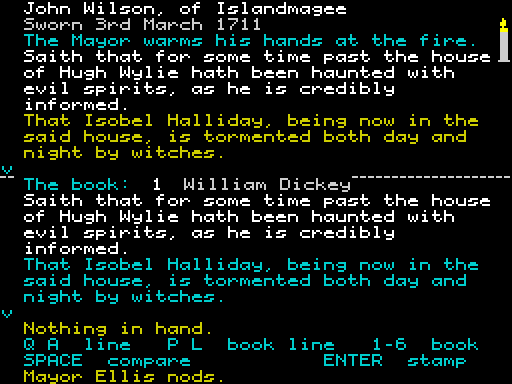 John Wilson, of Islandmagee
Sworn 3rd March 1711
The Mayor warms his hands at the fire.
Saith that for some time past the house
of Hugh Wylie hath been haunted with
evil spirits, as he is credibly
informed.
That Isobel Halliday, being now in the
said house, is tormented both day and
night by witches.
v
The book: 1 William Dickey
Saith that for some time past the house
of Hugh Wylie hath been haunted with
evil spirits, as he is credibly
informed.
That Isobel Halliday, being now in the
said house, is tormented both day and
night by witches.
v
Nothing in hand.
Q A line P L book line 1-6 book
SPACE compare ENTER stamp
Mayor Ellis nods.